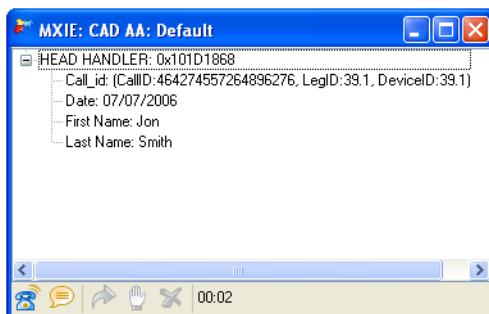 MXIE: CAD AA: Default
HEAD HANDLER: 0x101D1868
Call_id: (CallID:464274557264896276, LegID:39.1, DeviceID:39.1)
Date: 07/07/2006
First Name: Jon
Last Name: Smith
00:02